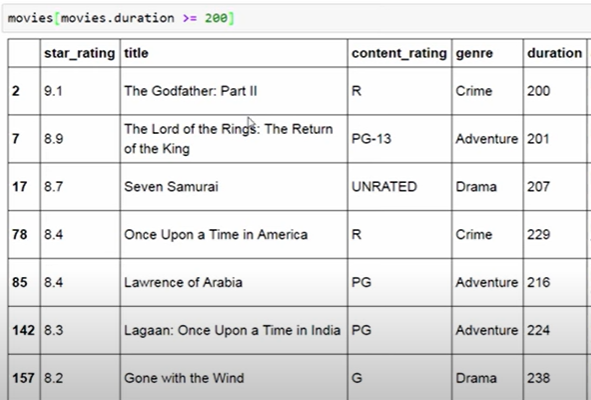 movies[movies.duration >= 200]
star_rating title content_rating genre duration
2 9.1 The Godfather: Part II R Crime 200
7 8.9 The Lord of the Rings: The Return of the King PG-13 Adventure 201
17 8.7 Seven Samurai UNRATED Drama 207
78 8.4 Once Upon a Time in America R Crime 229
85 8.4 Lawrence of Arabia PG Adventure 216
142 8.3 Lagaan: Once Upon a Time in India PG Adventure 224
157 8.2 Gone with the Wind G Drama 238